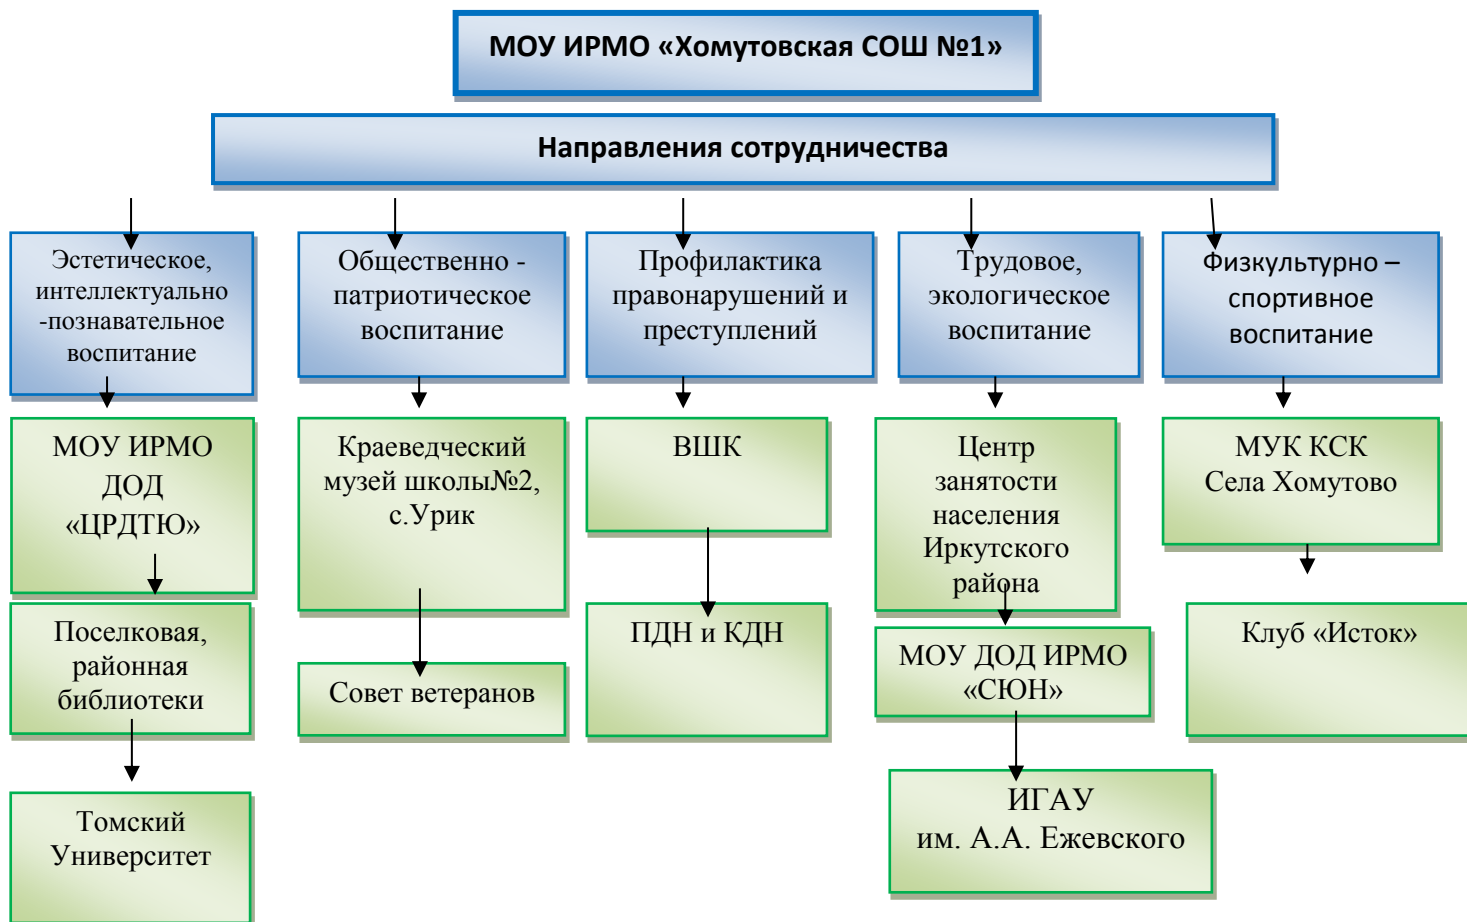 МОУ ИРМО «Хомутовская СОШ №1»
Направления сотрудничества
Эстетическое,
интеллектуально
-познавательное
воспитание
Общественно -
патриотическое
воспитание
Профилактика
правонарушений и
преступлений
Трудовое,
экологическое
воспитание
Физкультурно –
спортивное
воспитание
МОУ ИРМО
ДОД
«ЦРДТЮ»
Краеведческий
музей школы№2,
с.Урик
ВШК
Центр
занятости
населения
Иркутского
района
МУК КСК
Села Хомутово
Поселковая,
районная
библиотеки
Совет ветеранов
ПДН и КДН
МОУ ДОД ИРМО
«СЮН»
Клуб «Исток»
Томский
Университет
ИГАУ
им. А.А. Ежевского